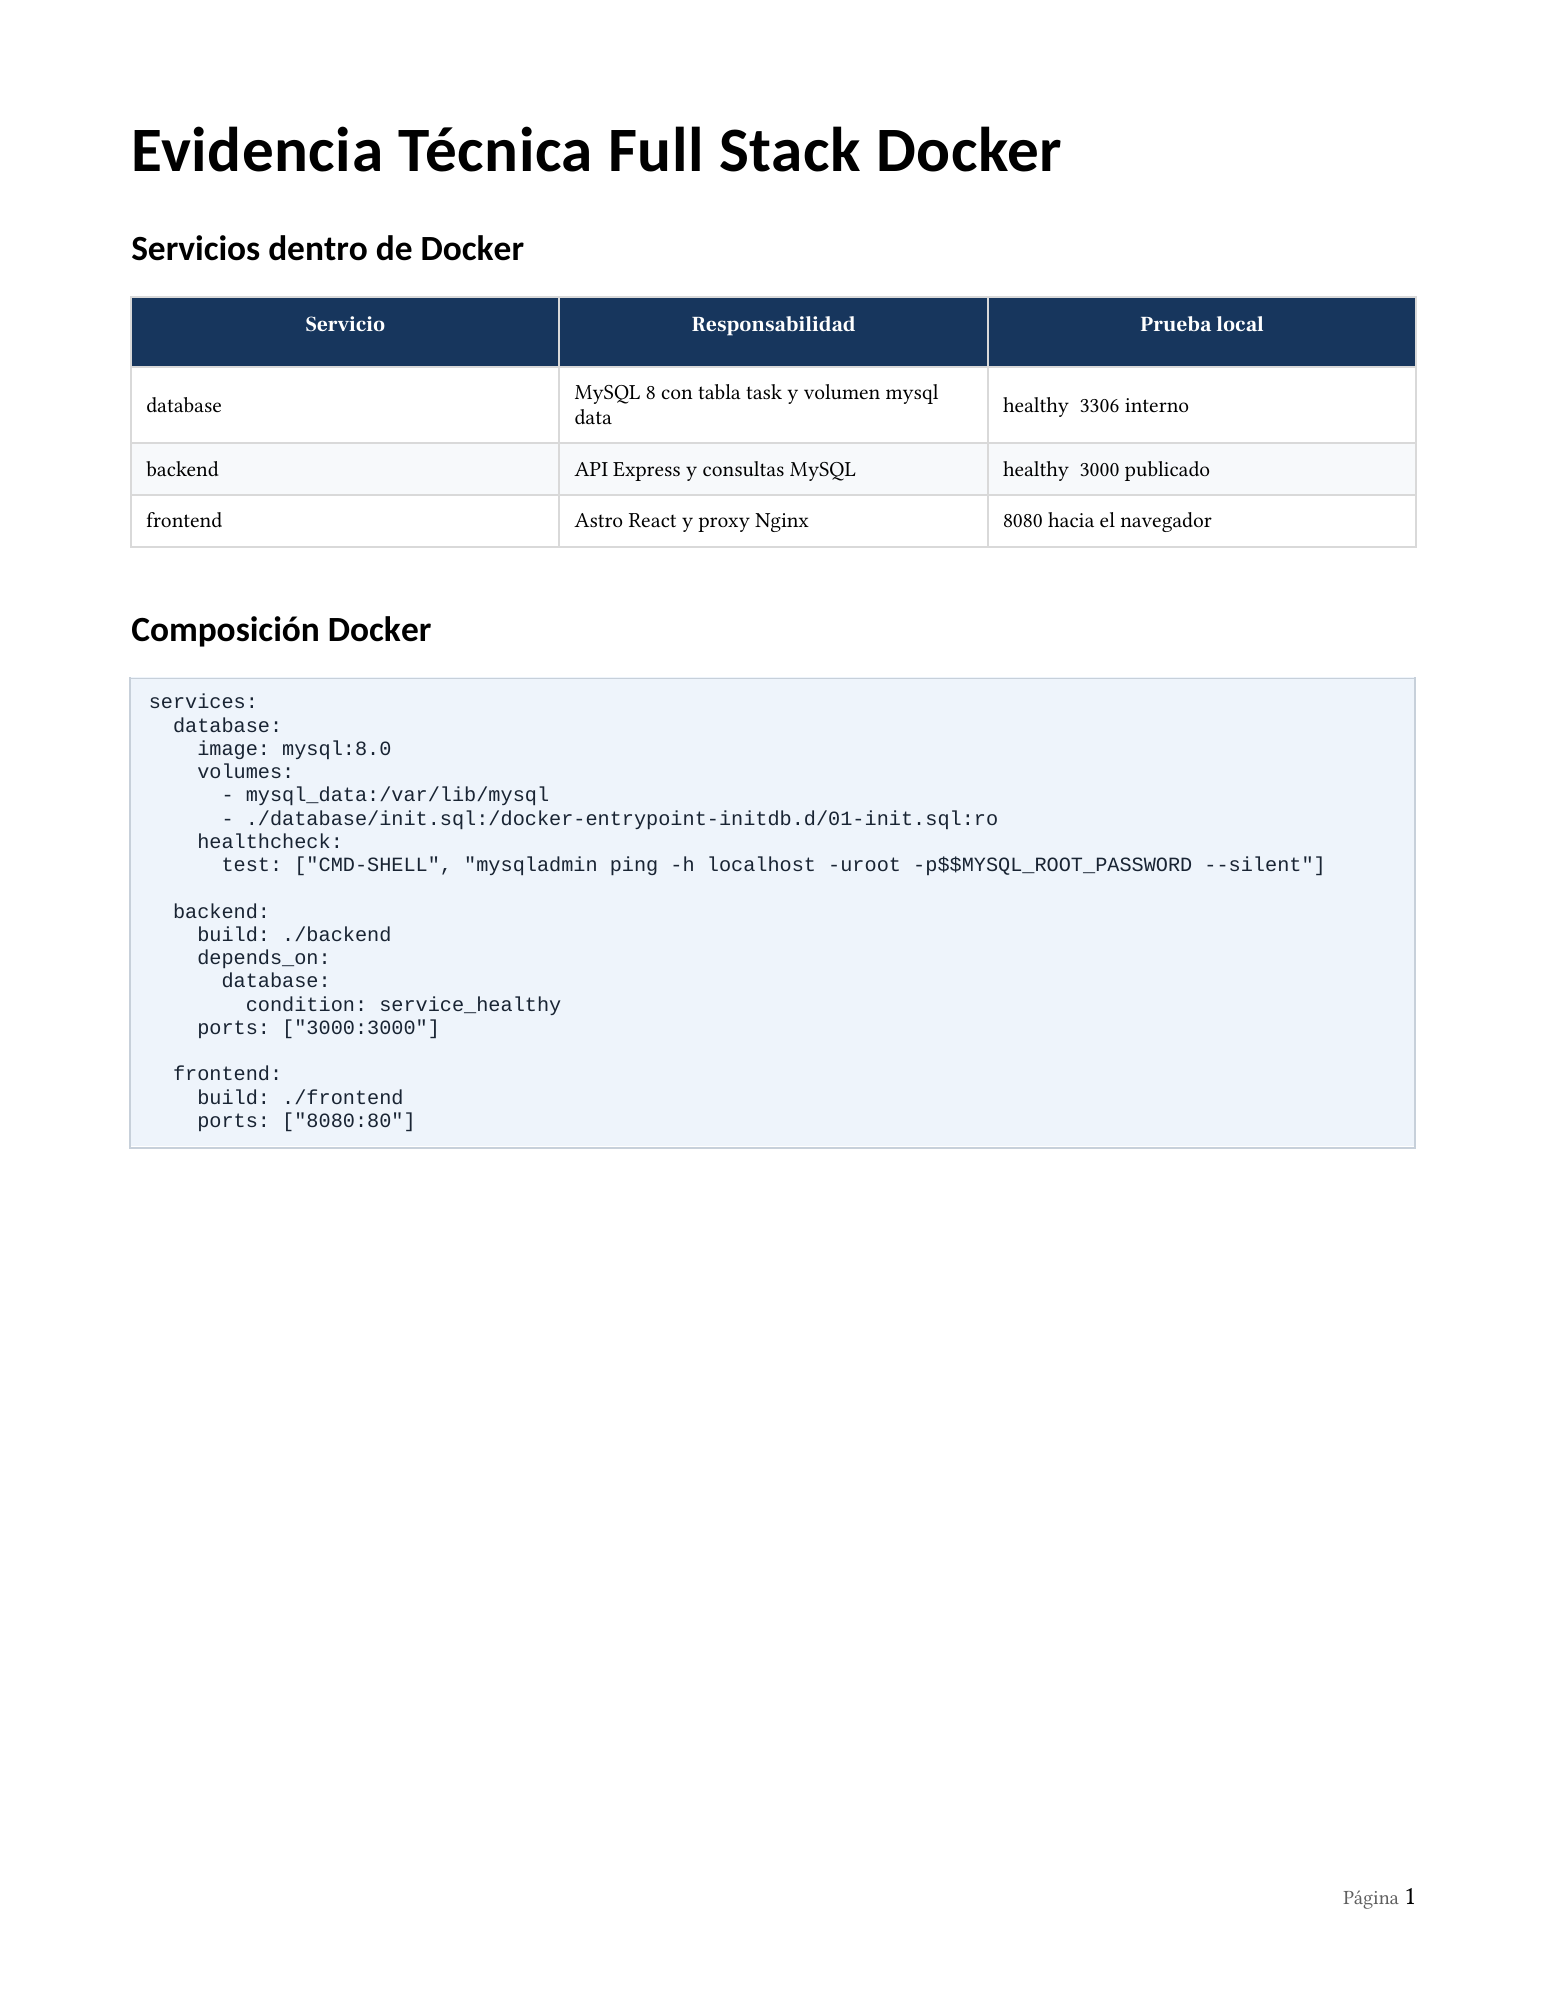 Evidencia Técnica Full Stack Docker
Servicios dentro de Docker
Servicio Responsabilidad Prueba local
database MySQL 8 con tabla task y volumen mysql data healthy  3306 interno
backend API Express y consultas MySQL healthy  3000 publicado
frontend Astro React y proxy Nginx 8080 hacia el navegador
Composición Docker
services:
  database:
    image: mysql:8.0
    volumes:
      - mysql_data:/var/lib/mysql
      - ./database/init.sql:/docker-entrypoint-initdb.d/01-init.sql:ro
    healthcheck:
      test: ["CMD-SHELL", "mysqladmin ping -h localhost -uroot -p$$MYSQL_ROOT_PASSWORD --silent"]

  backend:
    build: ./backend
    depends_on:
      database:
        condition: service_healthy
    ports: ["3000:3000"]

  frontend:
    build: ./frontend
    ports: ["8080:80"]
Página 1